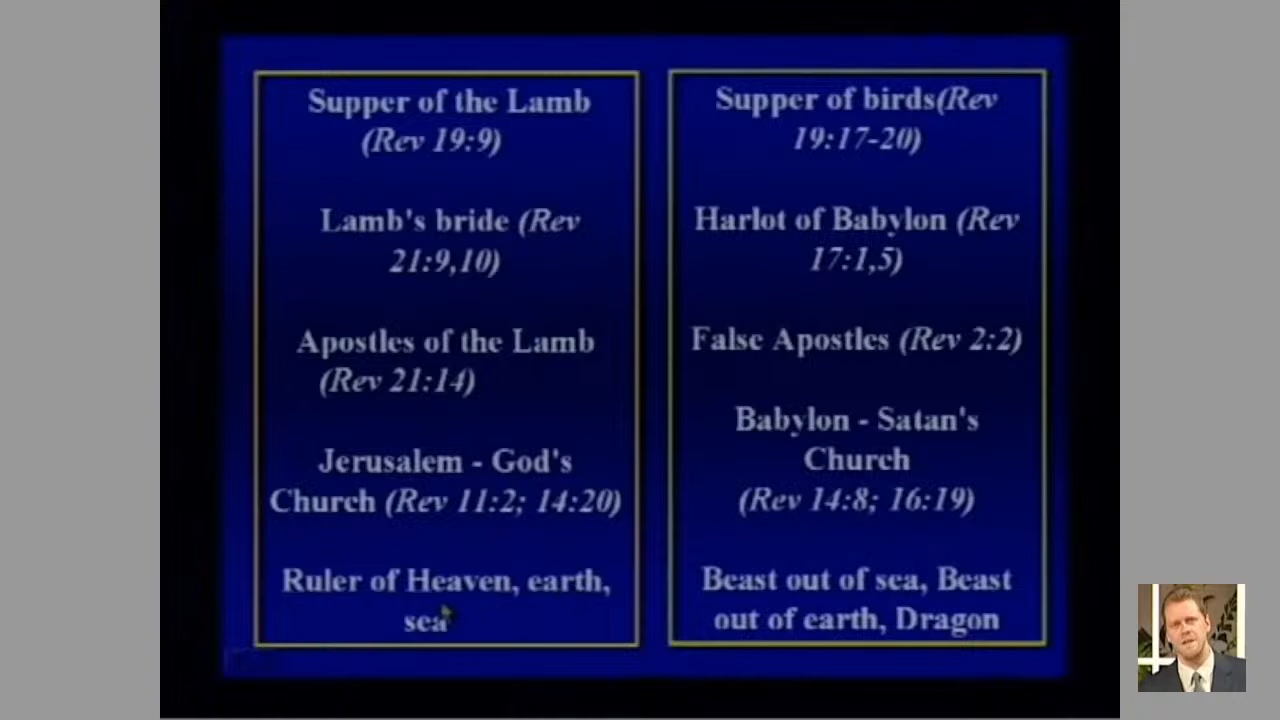 Supper of the Lamb
(Rev 19:9)
Lamb's bride (Rev
21:9,10)
Apostles of the Lamb
(Rev 21:14)
Jerusalem - God's
Church (Rev 11:2; 14:20)
Ruler of Heaven, earth,
sea
Supper of birds(Rev
19:17-20)
Harlot of Babylon (Rev
17:1,5)
False Apostles (Rev 2:2)
Babylon - Satan's
Church
(Rev 14:8; 16:19)
Beast out of sea, Beast
out of earth, Dragon